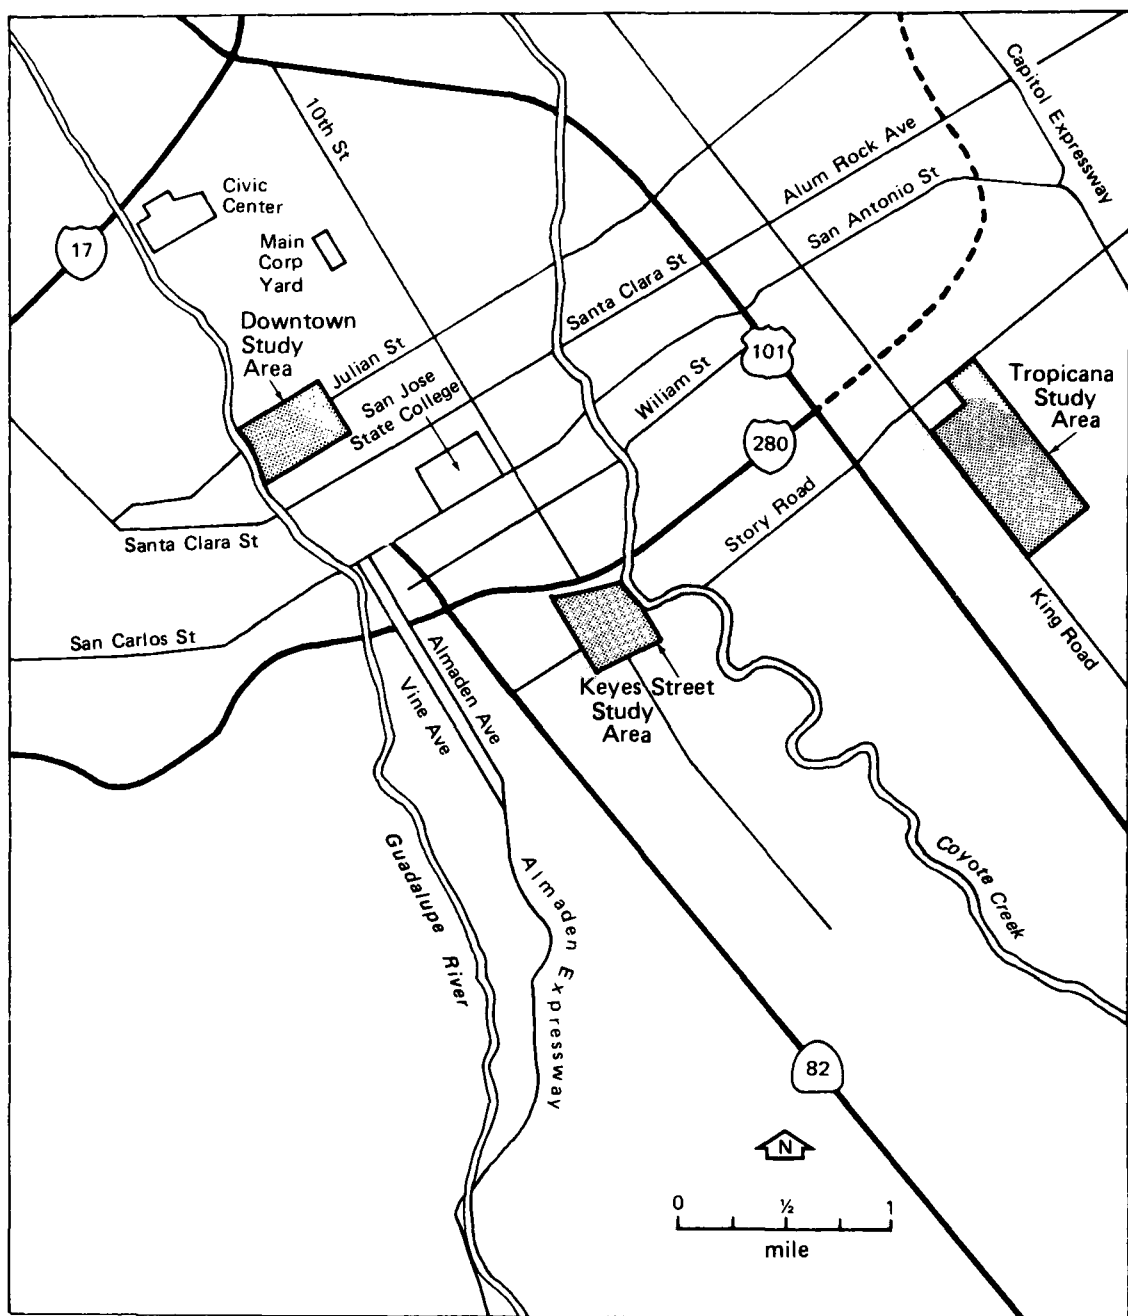 10th St
Capitol Expressway
Alum Rock Ave
San Antonio St
Civic
Center
17
Main
Corp
Yard
Santa Clara St
Downtown
Study
Area
Julian St
101
San Jose
State College
Wiliam St
Tropicana
Study
Area
280
Story Road
Santa Clara St
King Road
San Carlos St
Almaden Ave
Vine Ave
Keyes Street
Study
Area
Guadalupe River
Almaden Expressway
Coyote Creek
82
N
0 ½ 1
mile